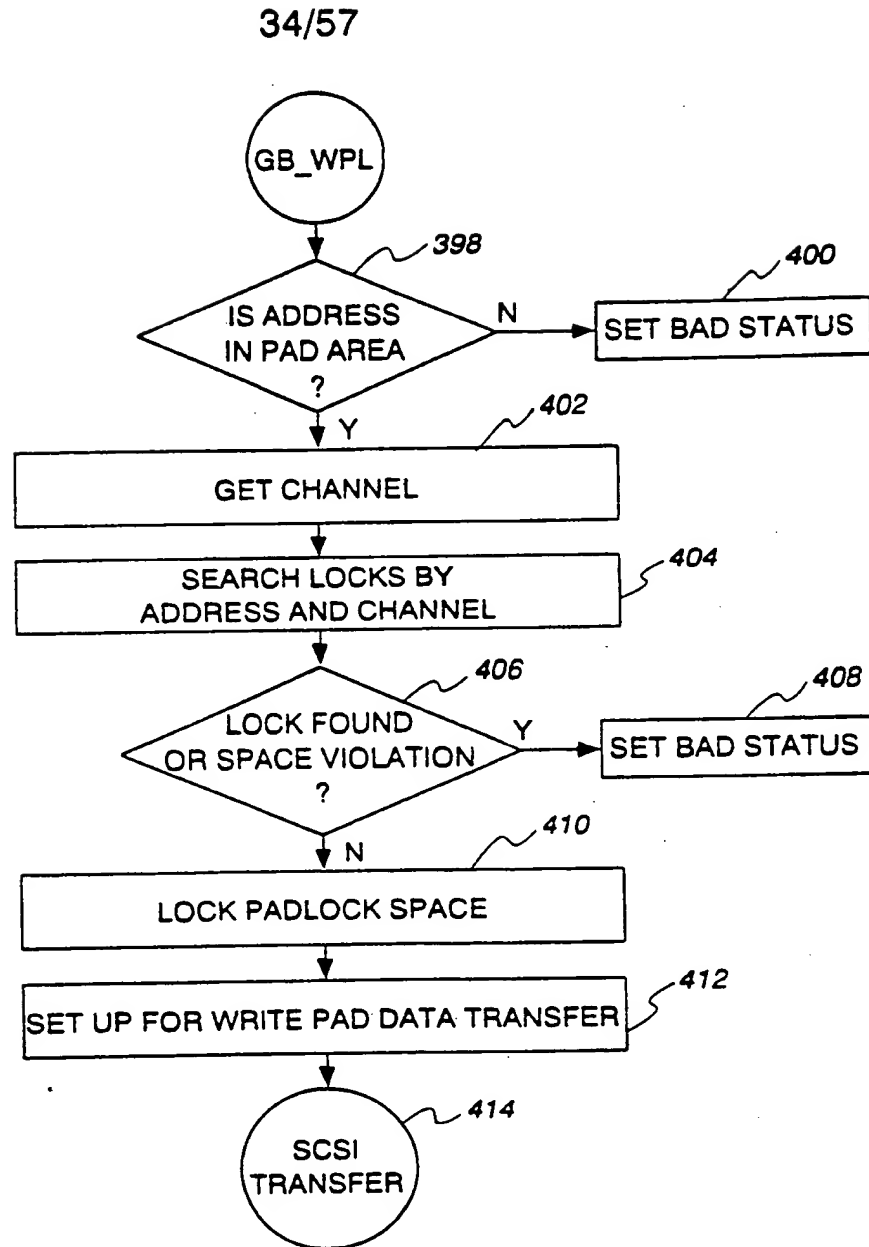 34/57
GB_WPL
398
IS ADDRESS
IN PAD AREA
?
N
400
SET BAD STATUS
Y
402
GET CHANNEL
SEARCH LOCKS BY
ADDRESS AND CHANNEL
404
406
LOCK FOUND
OR SPACE VIOLATION
?
Y
408
SET BAD STATUS
N
410
LOCK PADLOCK SPACE
SET UP FOR WRITE PAD DATA TRANSFER
412
414
SCSI
TRANSFER